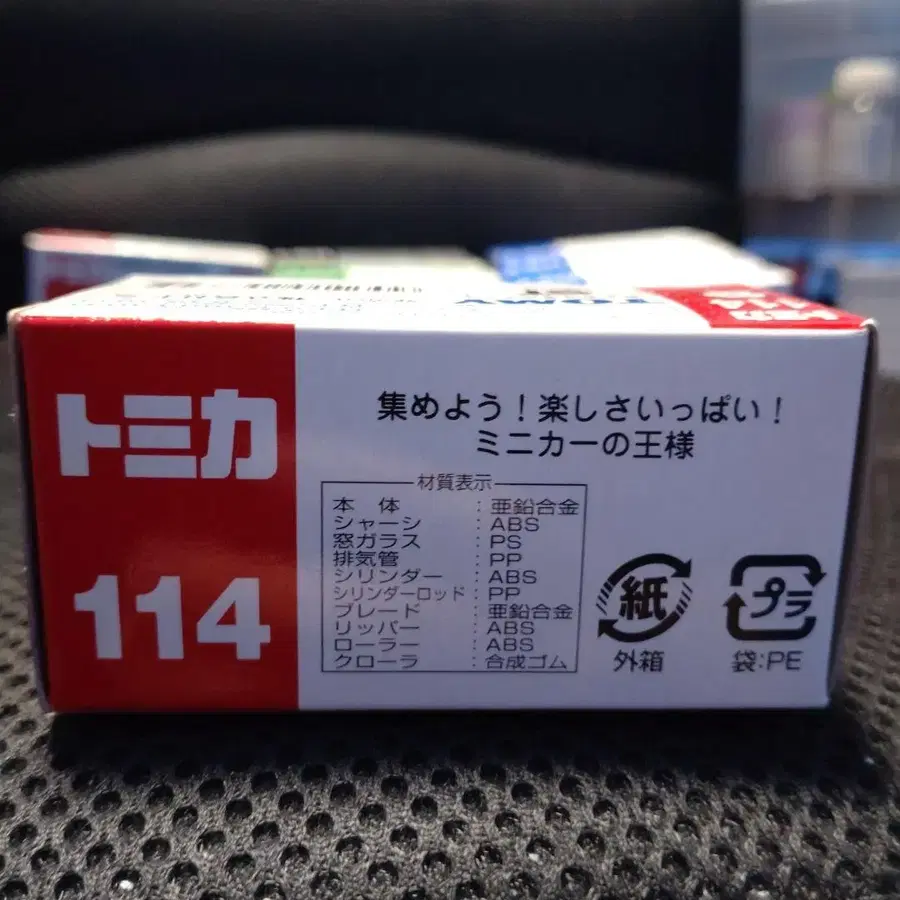 TOMY
トミカ
114
集めよう!楽しさいっぱい!
ミニカーの王様
材質表示
本 体 : 亜鉛合金
シャーシ : ABS
窓ガラス : PS
排気管 : PP
シリンダー : ABS
シリンダーロッド : PP
ブレード : 亜鉛合金
リッパー : ABS
ローラー : ABS
クローラ : 合成ゴム
紙
外箱
プラ
袋:PE